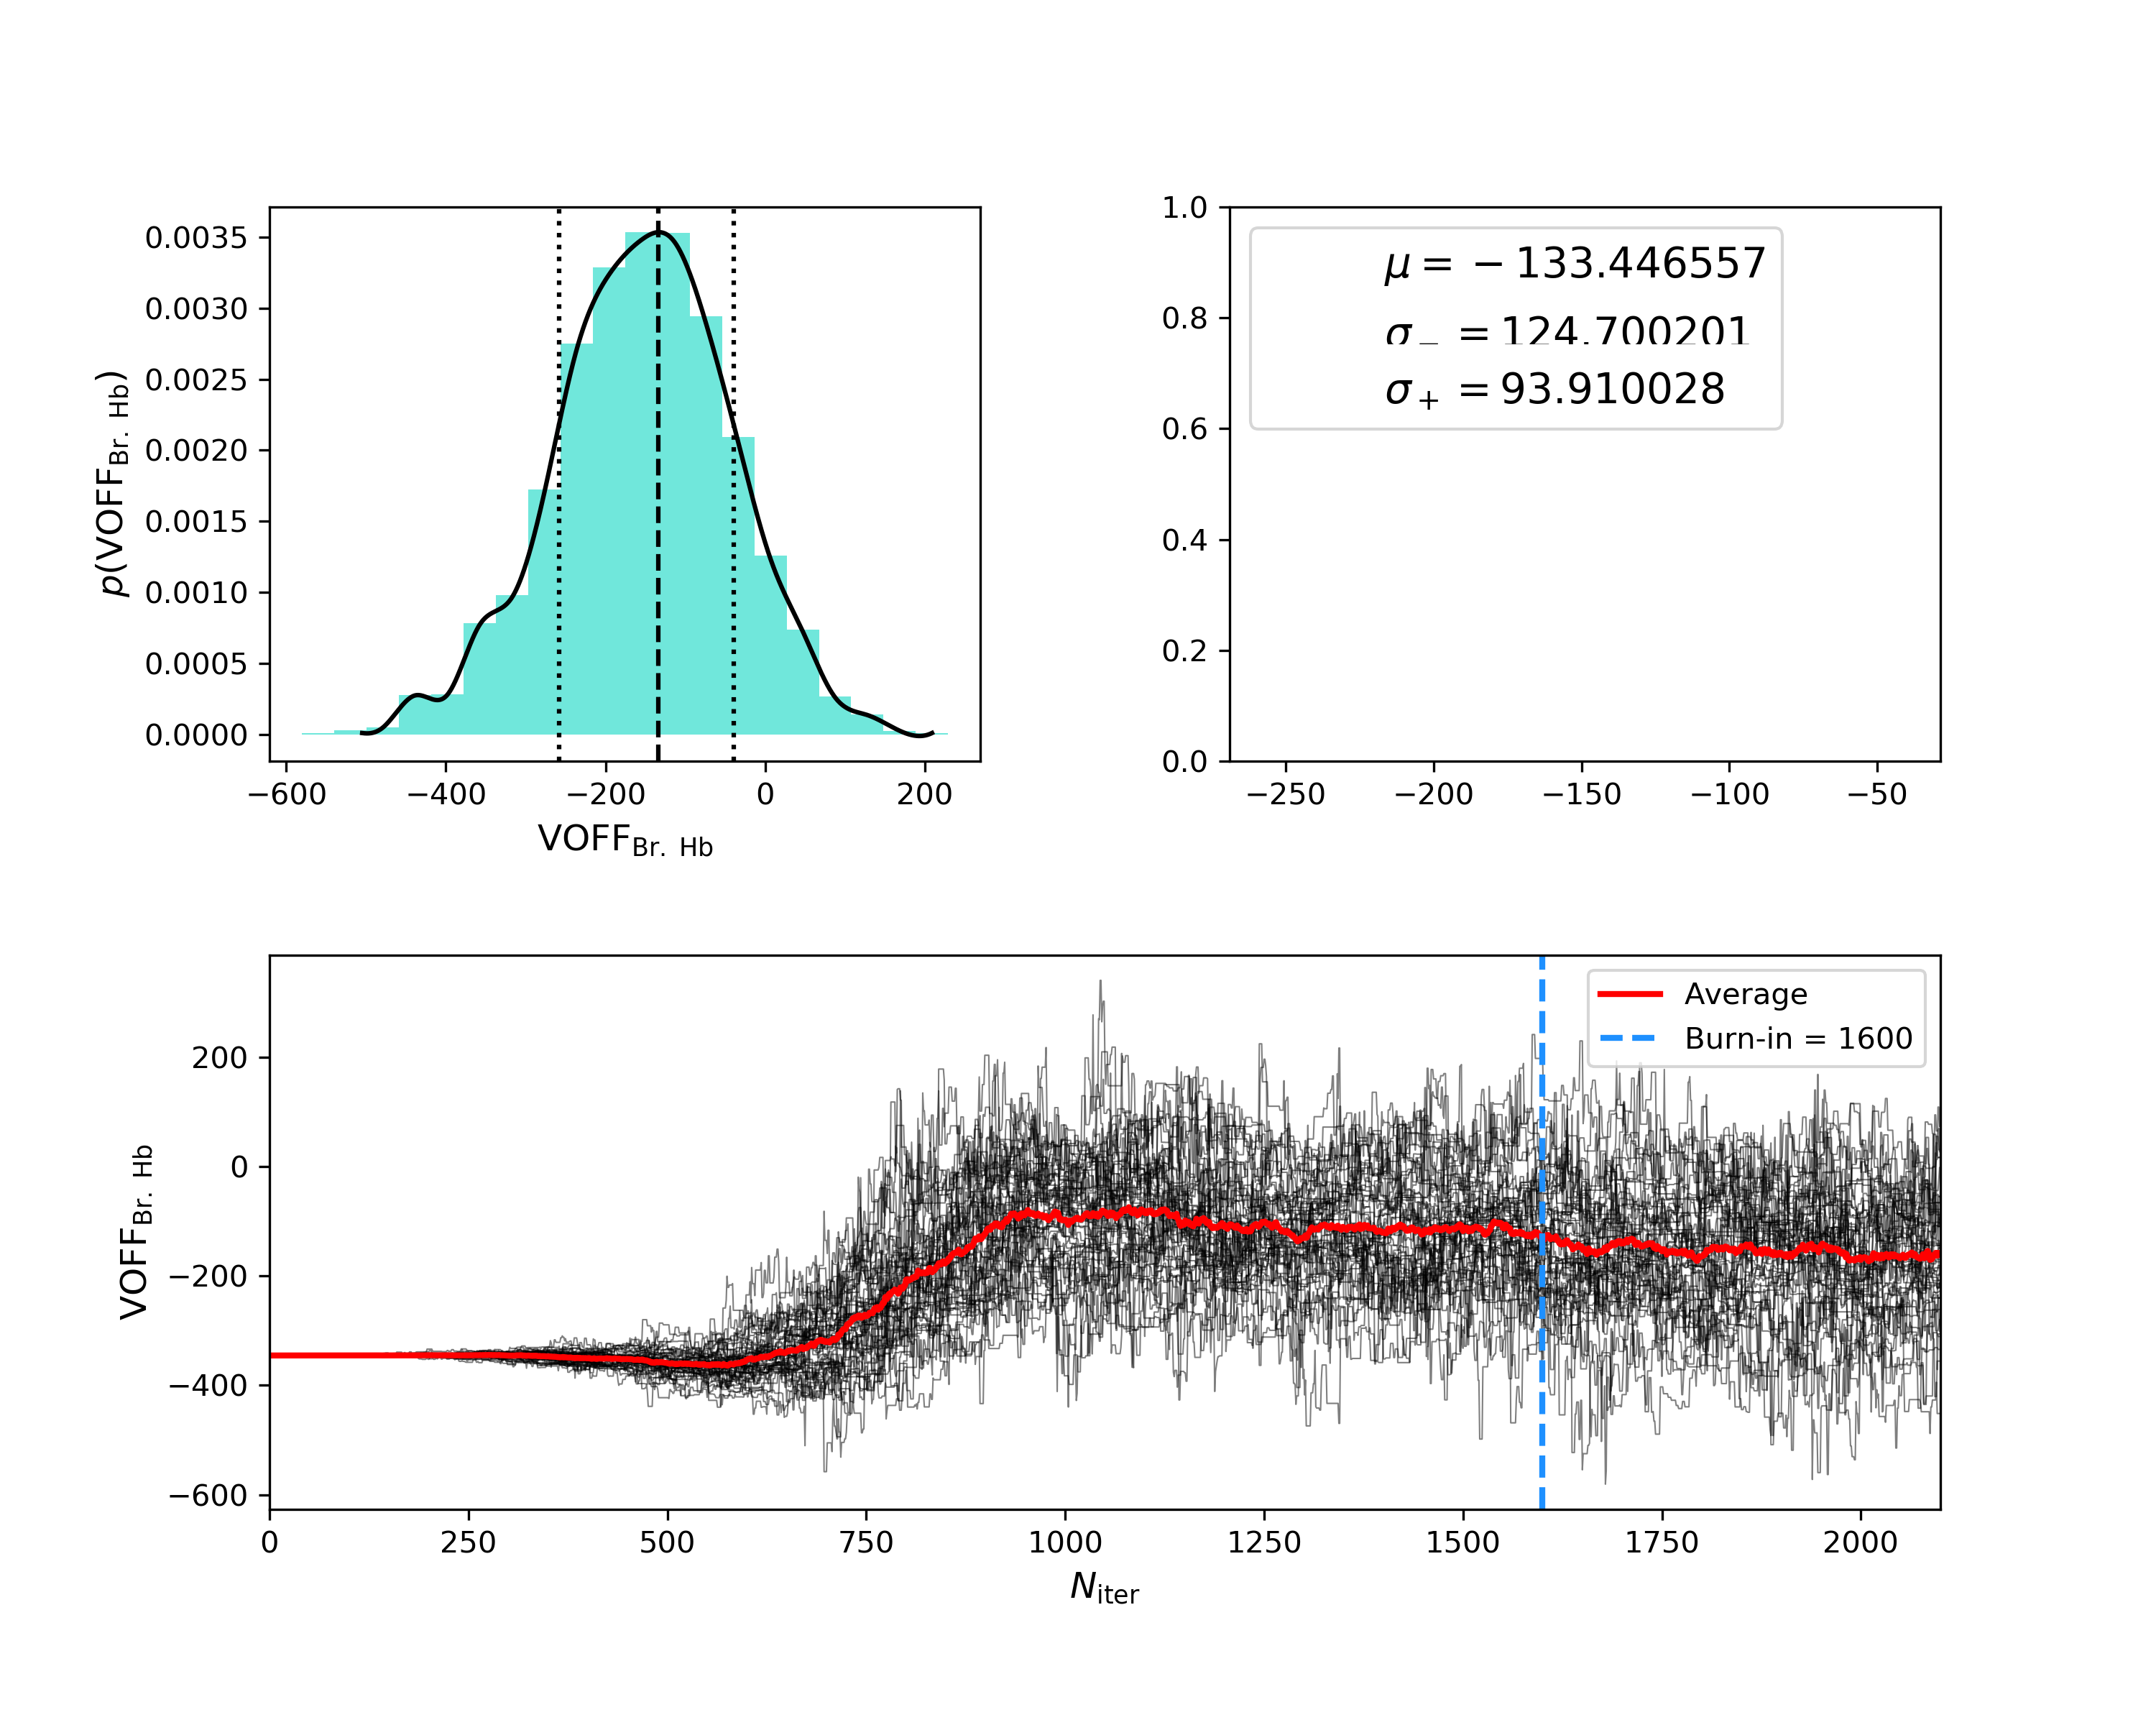 0.0035
0.0030
0.0025
0.0020
0.0015
0.0010
0.0005
0.0000
p(VOFF_Br. Hb)
−600 −400 −200 0 200
VOFF_Br. Hb
1.0
0.8
0.6
0.4
0.2
0.0
μ = −133.446557
σ_− = 124.700201
σ_+ = 93.910028
−250 −200 −150 −100 −50
200
0
−200
−400
−600
VOFF_Br. Hb
Average
Burn-in = 1600
0 250 500 750 1000 1250 1500 1750 2000
N_iter